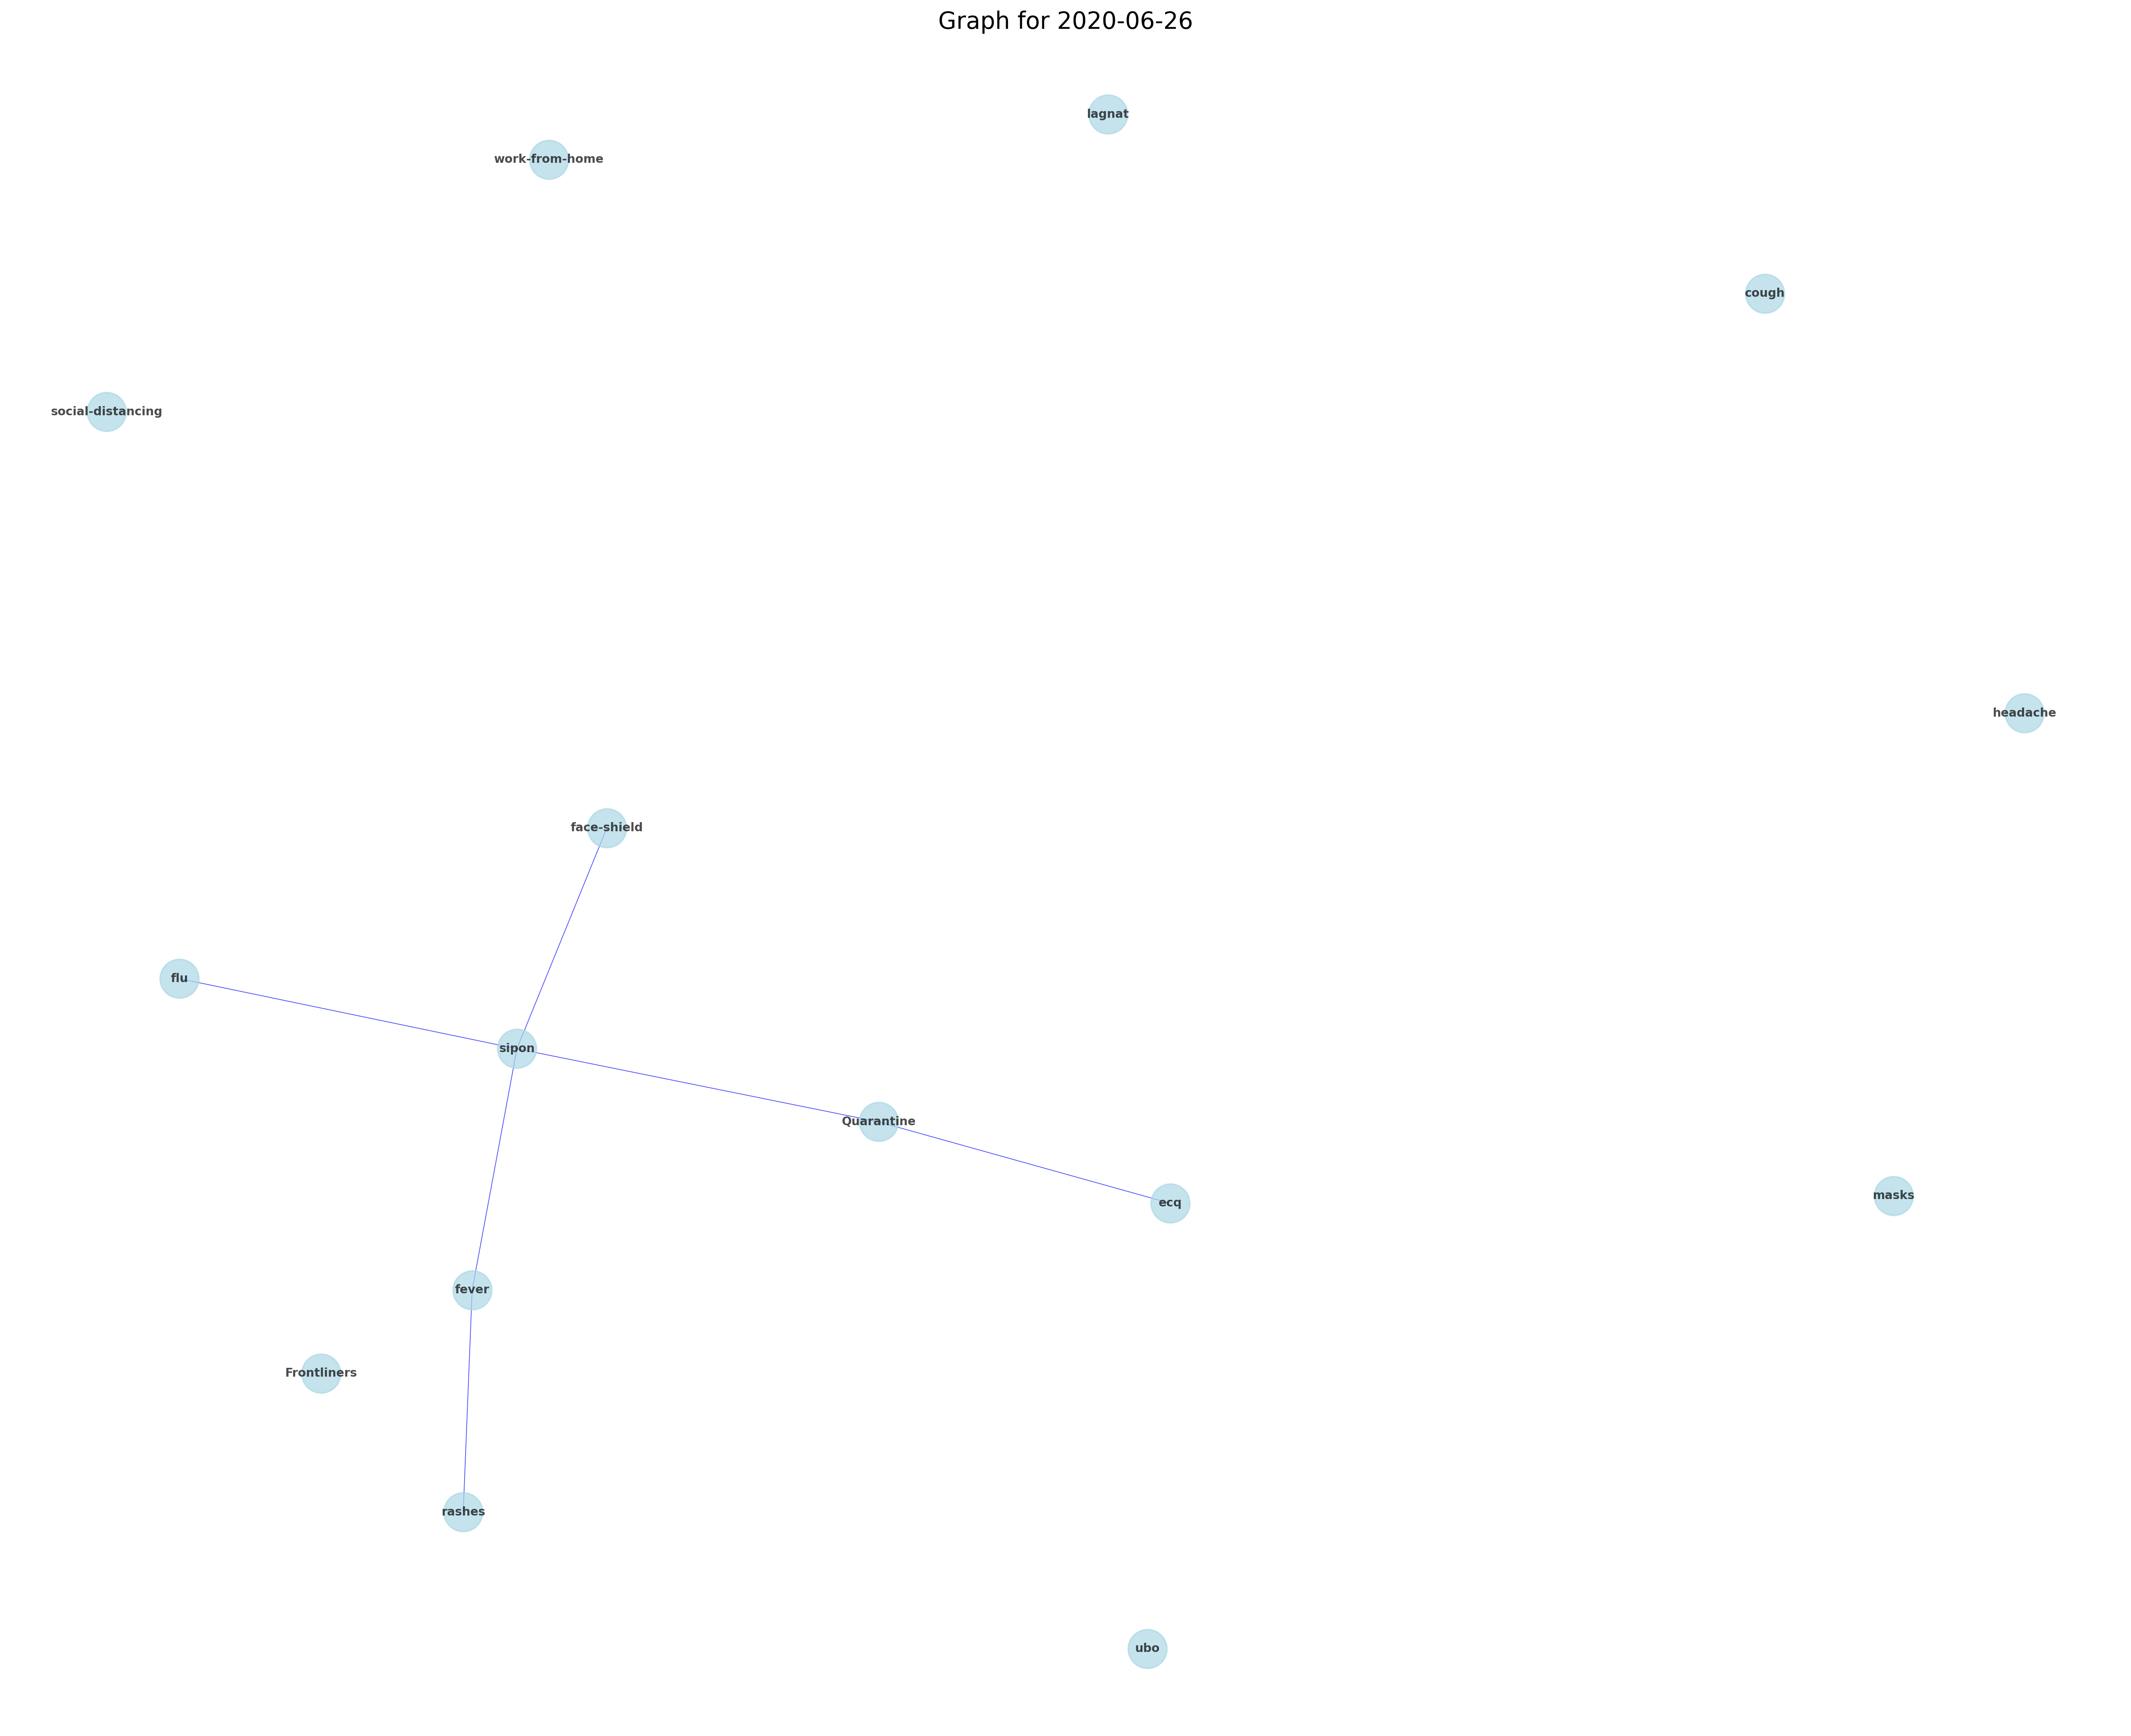 Graph for 2020-06-26
lagnat
work-from-home
cough
social-distancing
headache
face-shield
flu
sipon
Quarantine
masks
ecq
fever
Frontliners
rashes
ubo